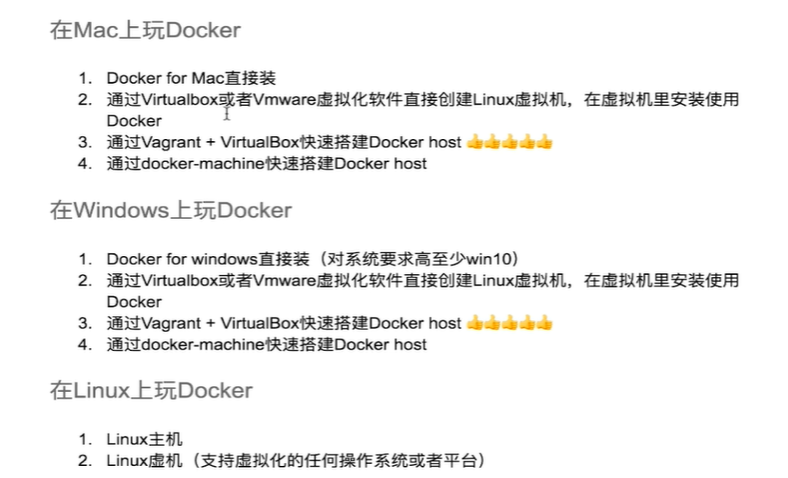 在Mac上玩Docker
1. Docker for Mac直接装
2. 通过Virtualbox或者Vmware虚拟化软件直接创建Linux虚拟机，在虚拟机里安装使用
Docker
3. 通过Vagrant + VirtualBox快速搭建Docker host 👍👍👍👍👍
4. 通过docker-machine快速搭建Docker host
在Windows上玩Docker
1. Docker for windows直接装（对系统要求高至少win10）
2. 通过Virtualbox或者Vmware虚拟化软件直接创建Linux虚拟机，在虚拟机里安装使用
Docker
3. 通过Vagrant + VirtualBox快速搭建Docker host 👍👍👍👍👍
4. 通过docker-machine快速搭建Docker host
在Linux上玩Docker
1. Linux主机
2. Linux虚机（支持虚拟化的任何操作系统或者平台）